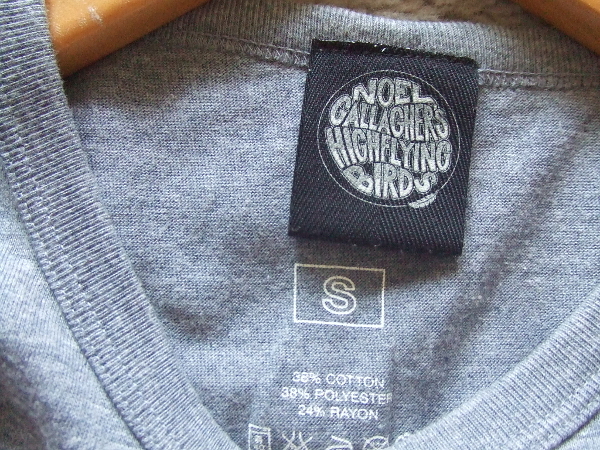 NOEL
GALLAGHER'S
HIGH FLYING
BIRDS
S
38% COTTON
38% POLYESTER
24% RAYON